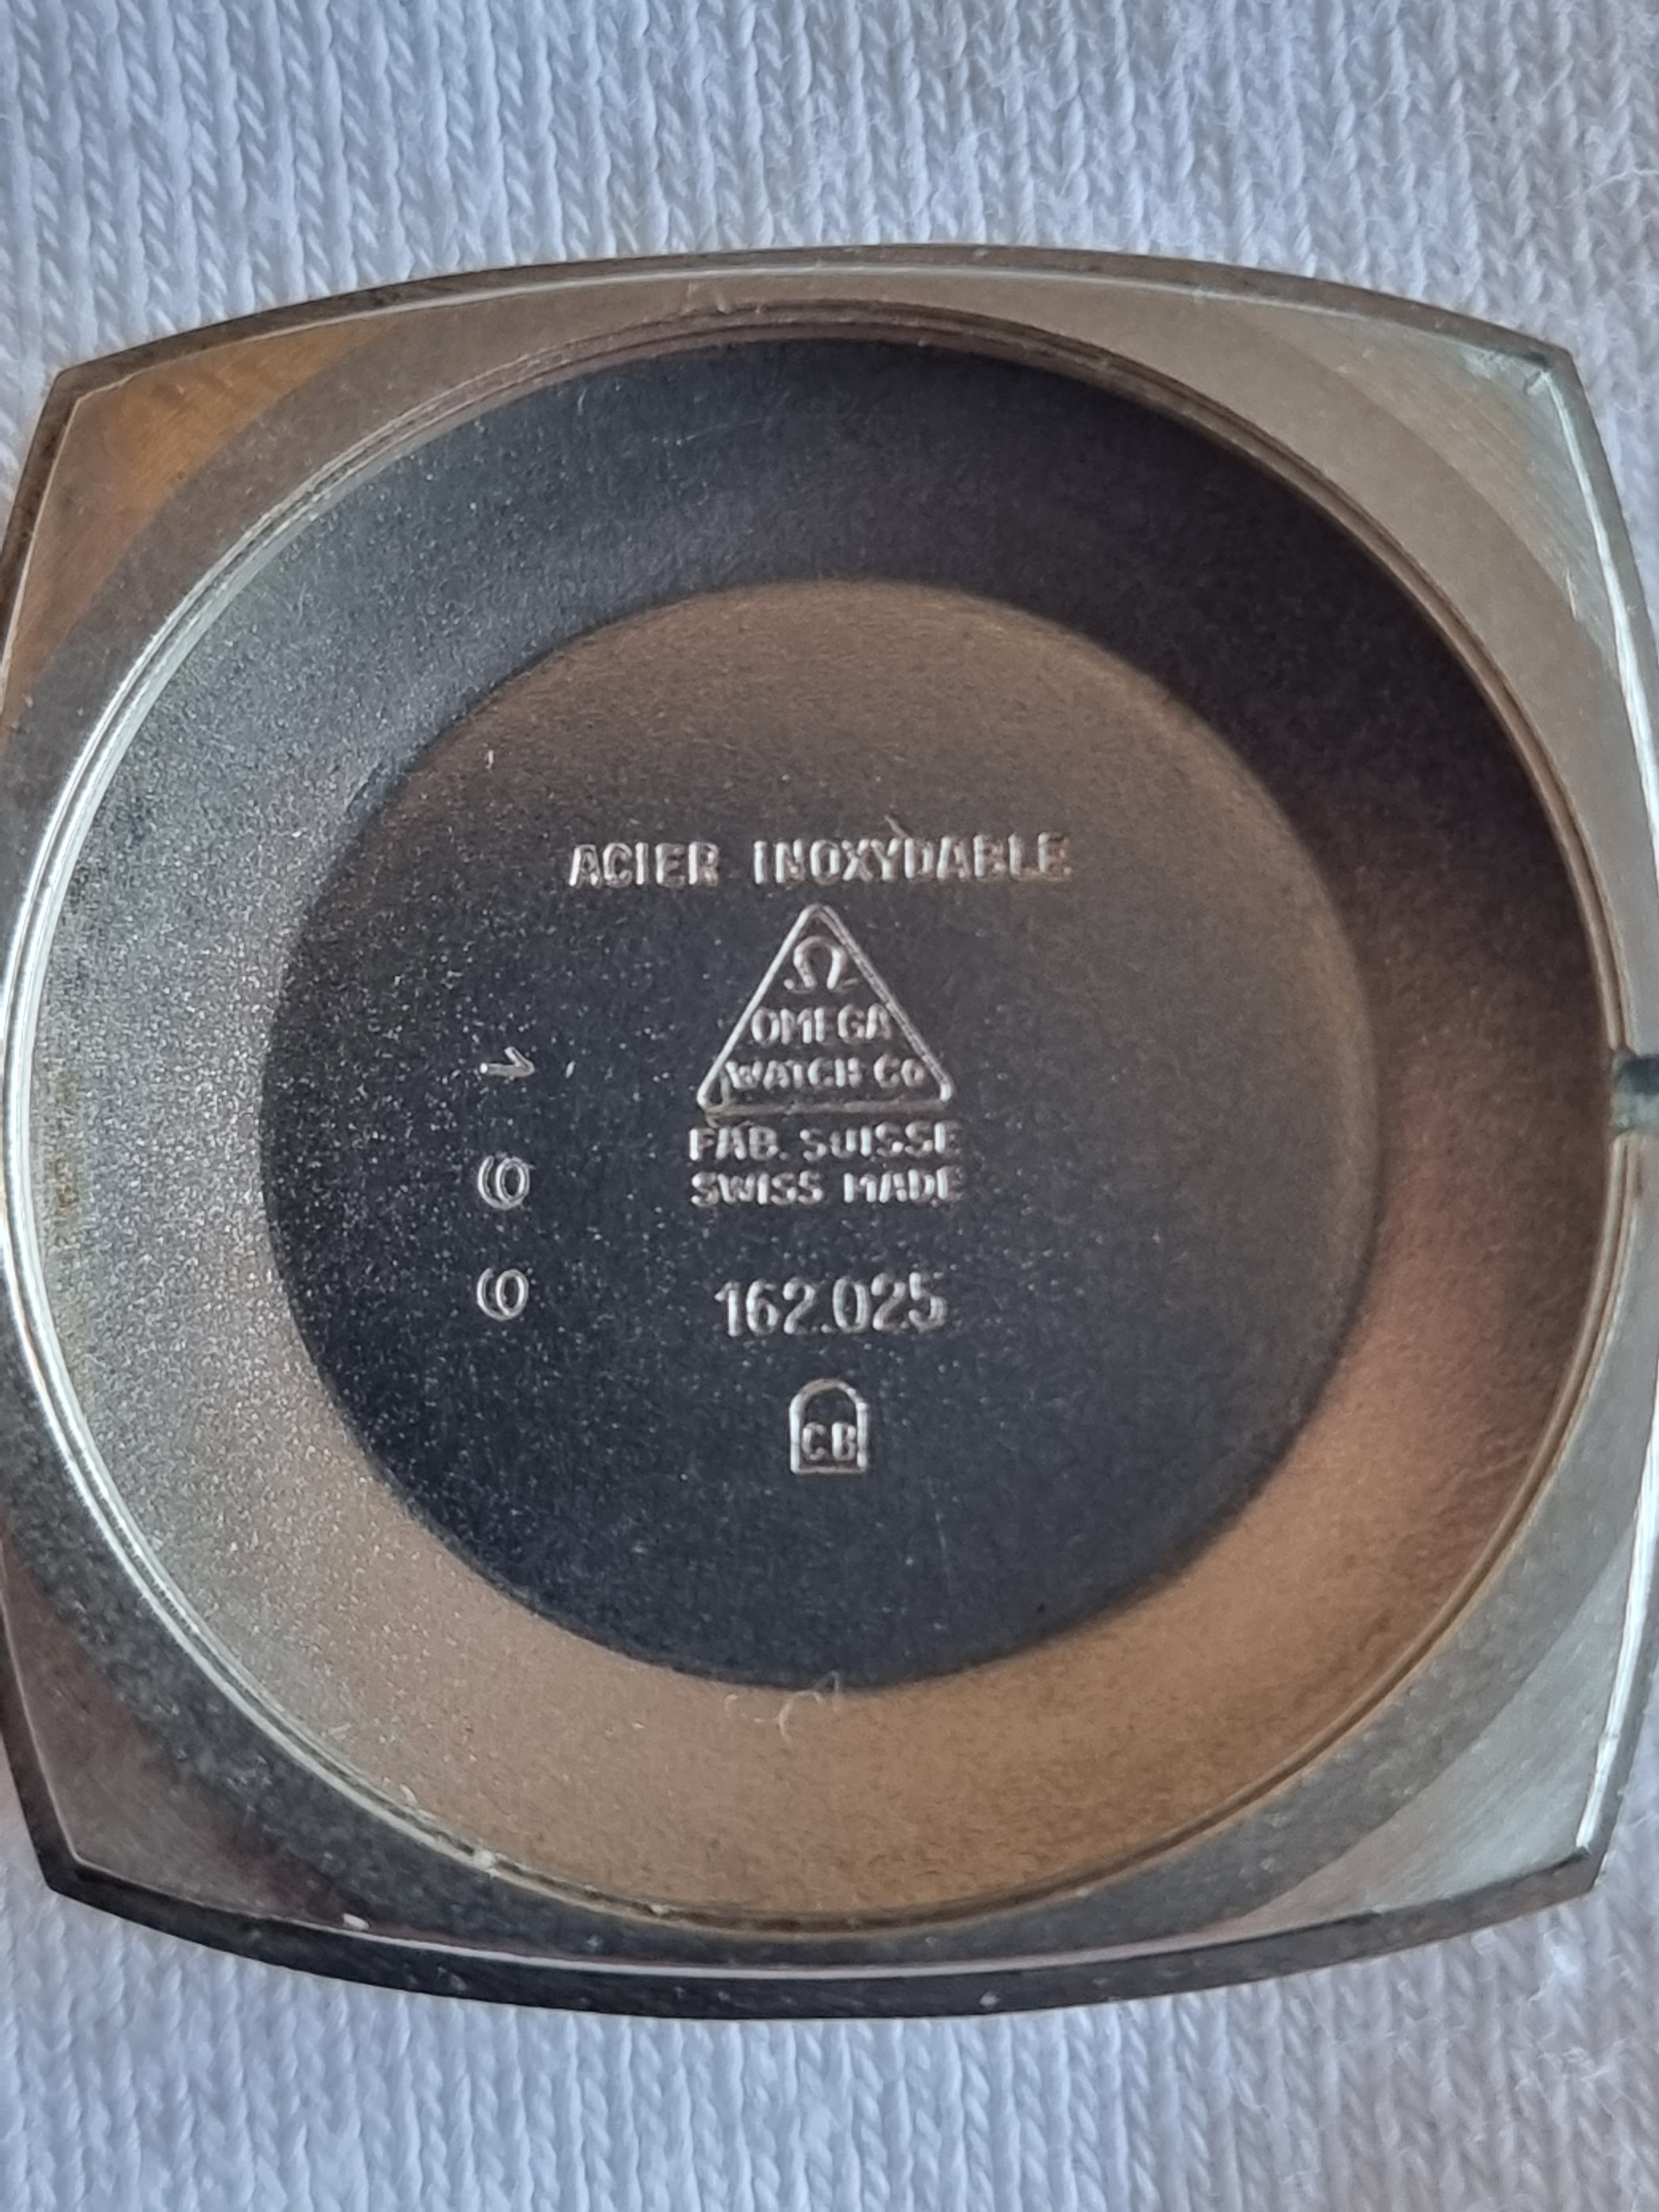 ACIER INOXYDABLE
Ω
OMEGA
WATCH CO
FAB. SUISSE
SWISS MADE
162.025
CB